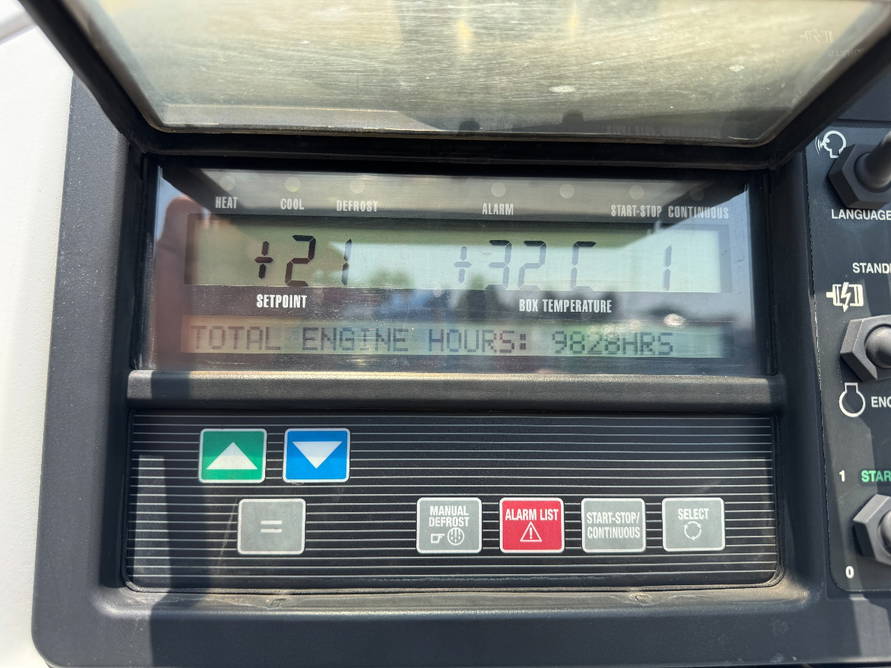 HEAT COOL DEFROST ALARM START-STOP CONTINUOUS
+21 +32C 1
SETPOINT BOX TEMPERATURE
TOTAL ENGINE HOURS: 9828HRS
=
MANUAL
DEFROST
ALARM LIST
START-STOP/
CONTINUOUS
SELECT
LANGUAGE
STAND
ENG
1 STAR
0